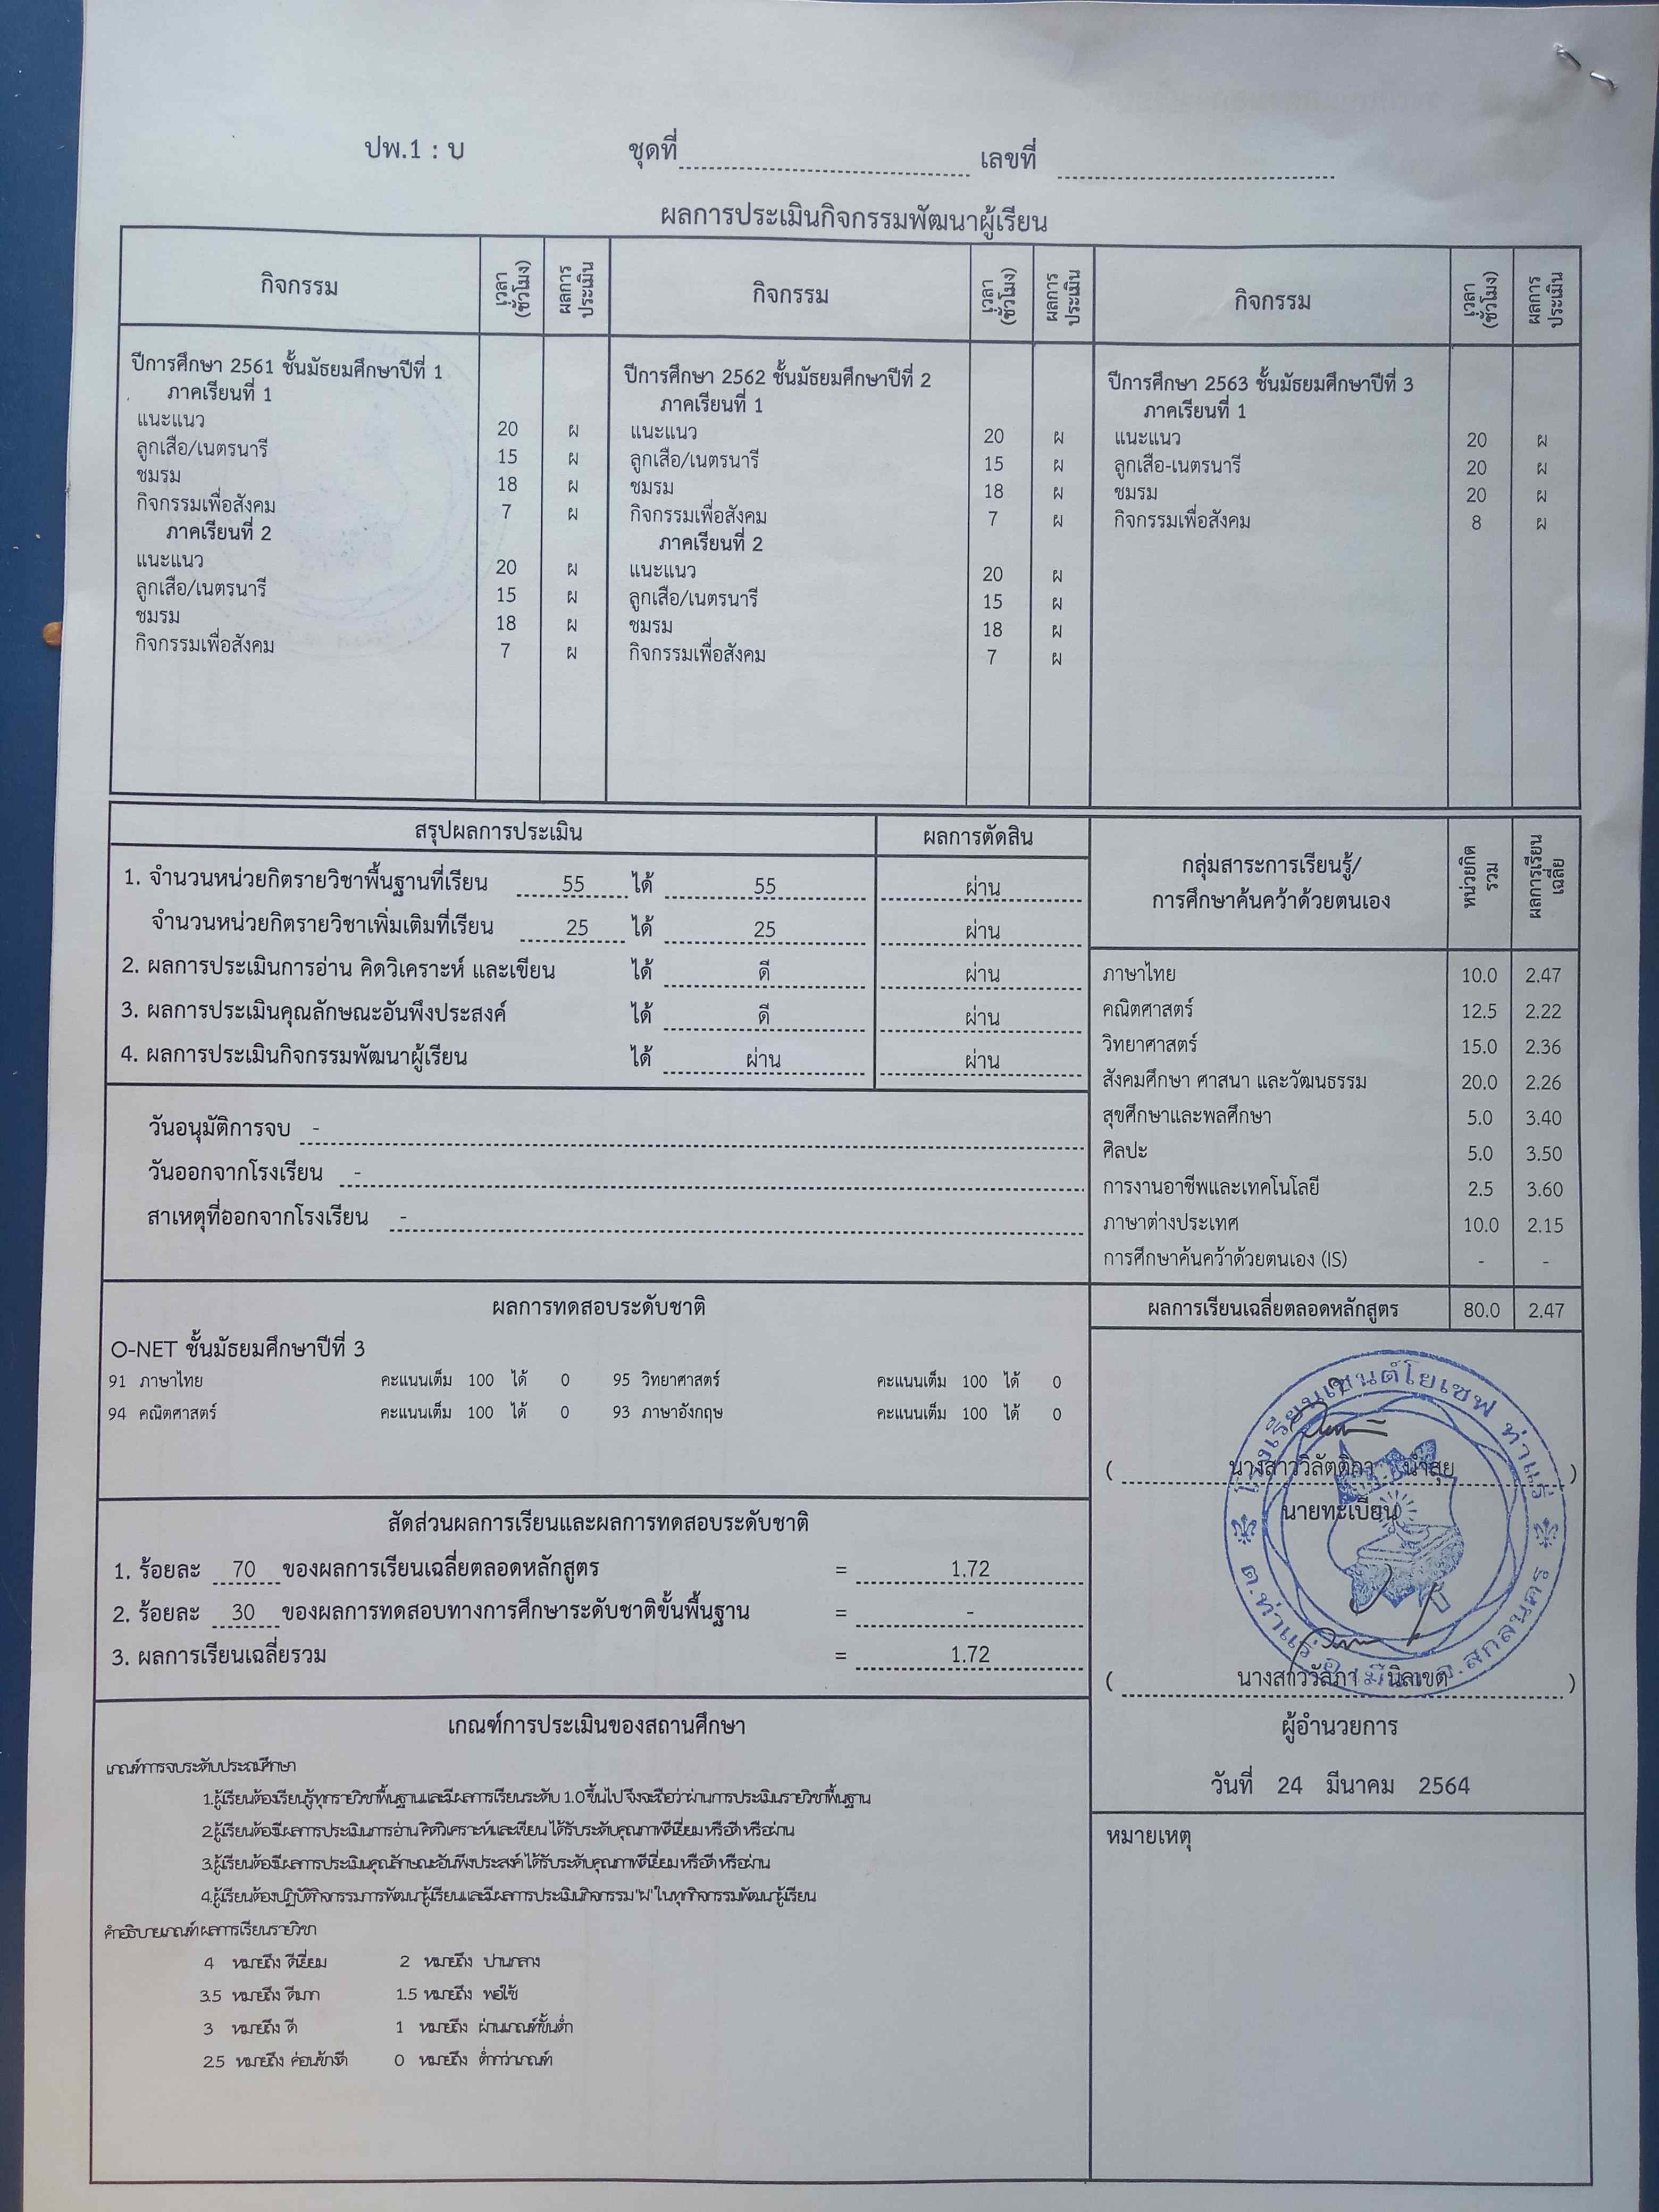 ปพ.1 : บ ชุดที่ เลขที่
ผลการประเมินกิจกรรมพัฒนาผู้เรียน
กิจกรรม เวลา (ชั่วโมง) ผลการประเมิน กิจกรรม เวลา (ชั่วโมง) ผลการประเมิน กิจกรรม เวลา (ชั่วโมง) ผลการประเมิน
ปีการศึกษา 2561 ชั้นมัธยมศึกษาปีที่ 1
ภาคเรียนที่ 1
แนะแนว 20 ผ
ลูกเสือ/เนตรนารี 15 ผ
ชมรม 18 ผ
กิจกรรมเพื่อสังคม 7 ผ
ภาคเรียนที่ 2
แนะแนว 20 ผ
ลูกเสือ/เนตรนารี 15 ผ
ชมรม 18 ผ
กิจกรรมเพื่อสังคม 7 ผ
ปีการศึกษา 2562 ชั้นมัธยมศึกษาปีที่ 2
ภาคเรียนที่ 1
แนะแนว 20 ผ
ลูกเสือ/เนตรนารี 15 ผ
ชมรม 18 ผ
กิจกรรมเพื่อสังคม 7 ผ
ภาคเรียนที่ 2
แนะแนว 20 ผ
ลูกเสือ/เนตรนารี 15 ผ
ชมรม 18 ผ
กิจกรรมเพื่อสังคม 7 ผ
ปีการศึกษา 2563 ชั้นมัธยมศึกษาปีที่ 3
ภาคเรียนที่ 1
แนะแนว 20 ผ
ลูกเสือ-เนตรนารี 20 ผ
ชมรม 20 ผ
กิจกรรมเพื่อสังคม 8 ผ
สรุปผลการประเมิน ผลการตัดสิน
1. จำนวนหน่วยกิตรายวิชาพื้นฐานที่เรียน 55 ได้ 55 ผ่าน
จำนวนหน่วยกิตรายวิชาเพิ่มเติมที่เรียน 25 ได้ 25 ผ่าน
2. ผลการประเมินการอ่าน คิดวิเคราะห์ และเขียน ได้ ดี ผ่าน
3. ผลการประเมินคุณลักษณะอันพึงประสงค์ ได้ ดี ผ่าน
4. ผลการประเมินกิจกรรมพัฒนาผู้เรียน ได้ ผ่าน ผ่าน
วันอนุมัติการจบ -
วันออกจากโรงเรียน -
สาเหตุที่ออกจากโรงเรียน -
กลุ่มสาระการเรียนรู้/
การศึกษาค้นคว้าด้วยตนเอง หน่วยกิตรวม ผลการเรียนเฉลี่ย
ภาษาไทย 10.0 2.47
คณิตศาสตร์ 12.5 2.22
วิทยาศาสตร์ 15.0 2.36
สังคมศึกษา ศาสนา และวัฒนธรรม 20.0 2.26
สุขศึกษาและพลศึกษา 5.0 3.40
ศิลปะ 5.0 3.50
การงานอาชีพและเทคโนโลยี 2.5 3.60
ภาษาต่างประเทศ 10.0 2.15
การศึกษาค้นคว้าด้วยตนเอง (IS) - -
ผลการเรียนเฉลี่ยตลอดหลักสูตร 80.0 2.47
ผลการทดสอบระดับชาติ
O-NET ชั้นมัธยมศึกษาปีที่ 3
91 ภาษาไทย คะแนนเต็ม 100 ได้ 0 95 วิทยาศาสตร์ คะแนนเต็ม 100 ได้ 0
94 คณิตศาสตร์ คะแนนเต็ม 100 ได้ 0 93 ภาษาอังกฤษ คะแนนเต็ม 100 ได้ 0
สัดส่วนผลการเรียนและผลการทดสอบระดับชาติ
1. ร้อยละ 70 ของผลการเรียนเฉลี่ยตลอดหลักสูตร = 1.72
2. ร้อยละ 30 ของผลการทดสอบทางการศึกษาระดับชาติขั้นพื้นฐาน = -
3. ผลการเรียนเฉลี่ยรวม = 1.72
เกณฑ์การประเมินของสถานศึกษา
เกณฑ์การจบระดับประถมศึกษา
1.ผู้เรียนต้องเรียนรู้ทุกรายวิชาพื้นฐานและมีผลการเรียนระดับ 1.0 ขึ้นไป จึงจะถือว่าผ่านการประเมินรายวิชาพื้นฐาน
2.ผู้เรียนต้องมีผลการประเมินการอ่าน คิดวิเคราะห์และเขียน ได้รับระดับคุณภาพดีเยี่ยม หรือดี หรือผ่าน
3.ผู้เรียนต้องมีผลการประเมินคุณลักษณะอันพึงประสงค์ ได้รับระดับคุณภาพดีเยี่ยม หรือดี หรือผ่าน
4.ผู้เรียนต้องปฏิบัติกิจกรรมการพัฒนาผู้เรียนและมีผลการประเมินกิจกรรม "ผ" ในทุกกิจกรรมพัฒนาผู้เรียน
คำอธิบายเกณฑ์ผลการเรียนรายวิชา
4 หมายถึง ดีเยี่ยม 2 หมายถึง ปานกลาง
3.5 หมายถึง ดีมาก 1.5 หมายถึง พอใช้
3 หมายถึง ดี 1 หมายถึง ผ่านเกณฑ์ขั้นต่ำ
2.5 หมายถึง ค่อนข้างดี 0 หมายถึง ต่ำกว่าเกณฑ์
โรงเรียนเซนต์โยเซฟ ท่าแร่
(นางสาววิลัตติกา )
นายทะเบียน
ต.ท่าแร่ จ.สกลนคร
(นางสาววัลภา นิลเขต)
ผู้อำนวยการ
วันที่ 24 มีนาคม 2564
หมายเหตุ